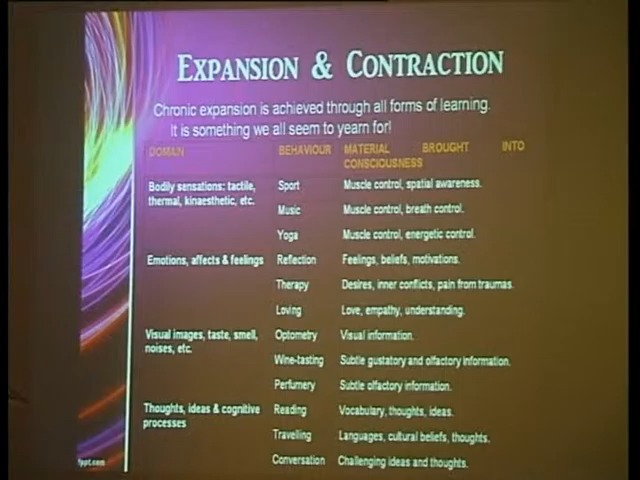 EXPANSION & CONTRACTION
Chronic expansion is achieved through all forms of learning.
It is something we all seem to yearn for!
DOMAIN BEHAVIOUR MATERIAL BROUGHT INTO
CONSCIOUSNESS
Bodily sensations: tactile, Sport Muscle control, spatial awareness.
thermal, kinaesthetic, etc.
Music Muscle control, breath control.
Yoga Muscle control, energetic control.
Emotions, affects & feelings Reflection Feelings, beliefs, motivations.
Therapy Desires, inner conflicts, pain from traumas.
Loving Love, empathy, understanding.
Visual images, taste, smell, Optometry Visual information.
noises, etc.
Wine-tasting Subtle gustatory and olfactory information.
Perfumery Subtle olfactory information.
Thoughts, ideas & cognitive Reading Vocabulary, thoughts, ideas.
processes
Travelling Languages, cultural beliefs, thoughts.
Conversation Challenging ideas and thoughts.
fppt.com